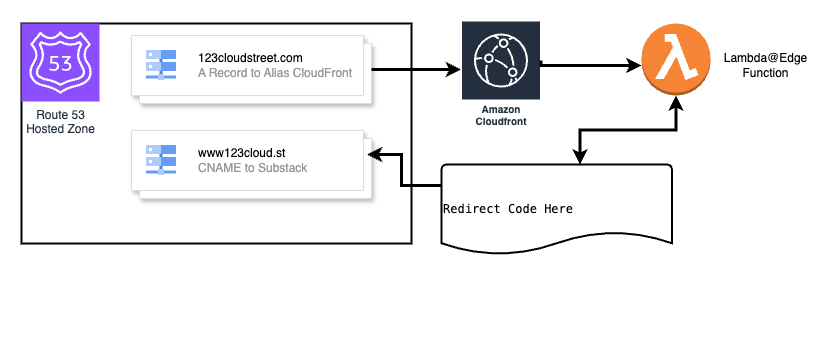 53
Route 53
Hosted Zone
123cloudstreet.com
A Record to Alias CloudFront
www123cloud.st
CNAME to Substack
Amazon
Cloudfront
Lambda@Edge
Function
Redirect Code Here